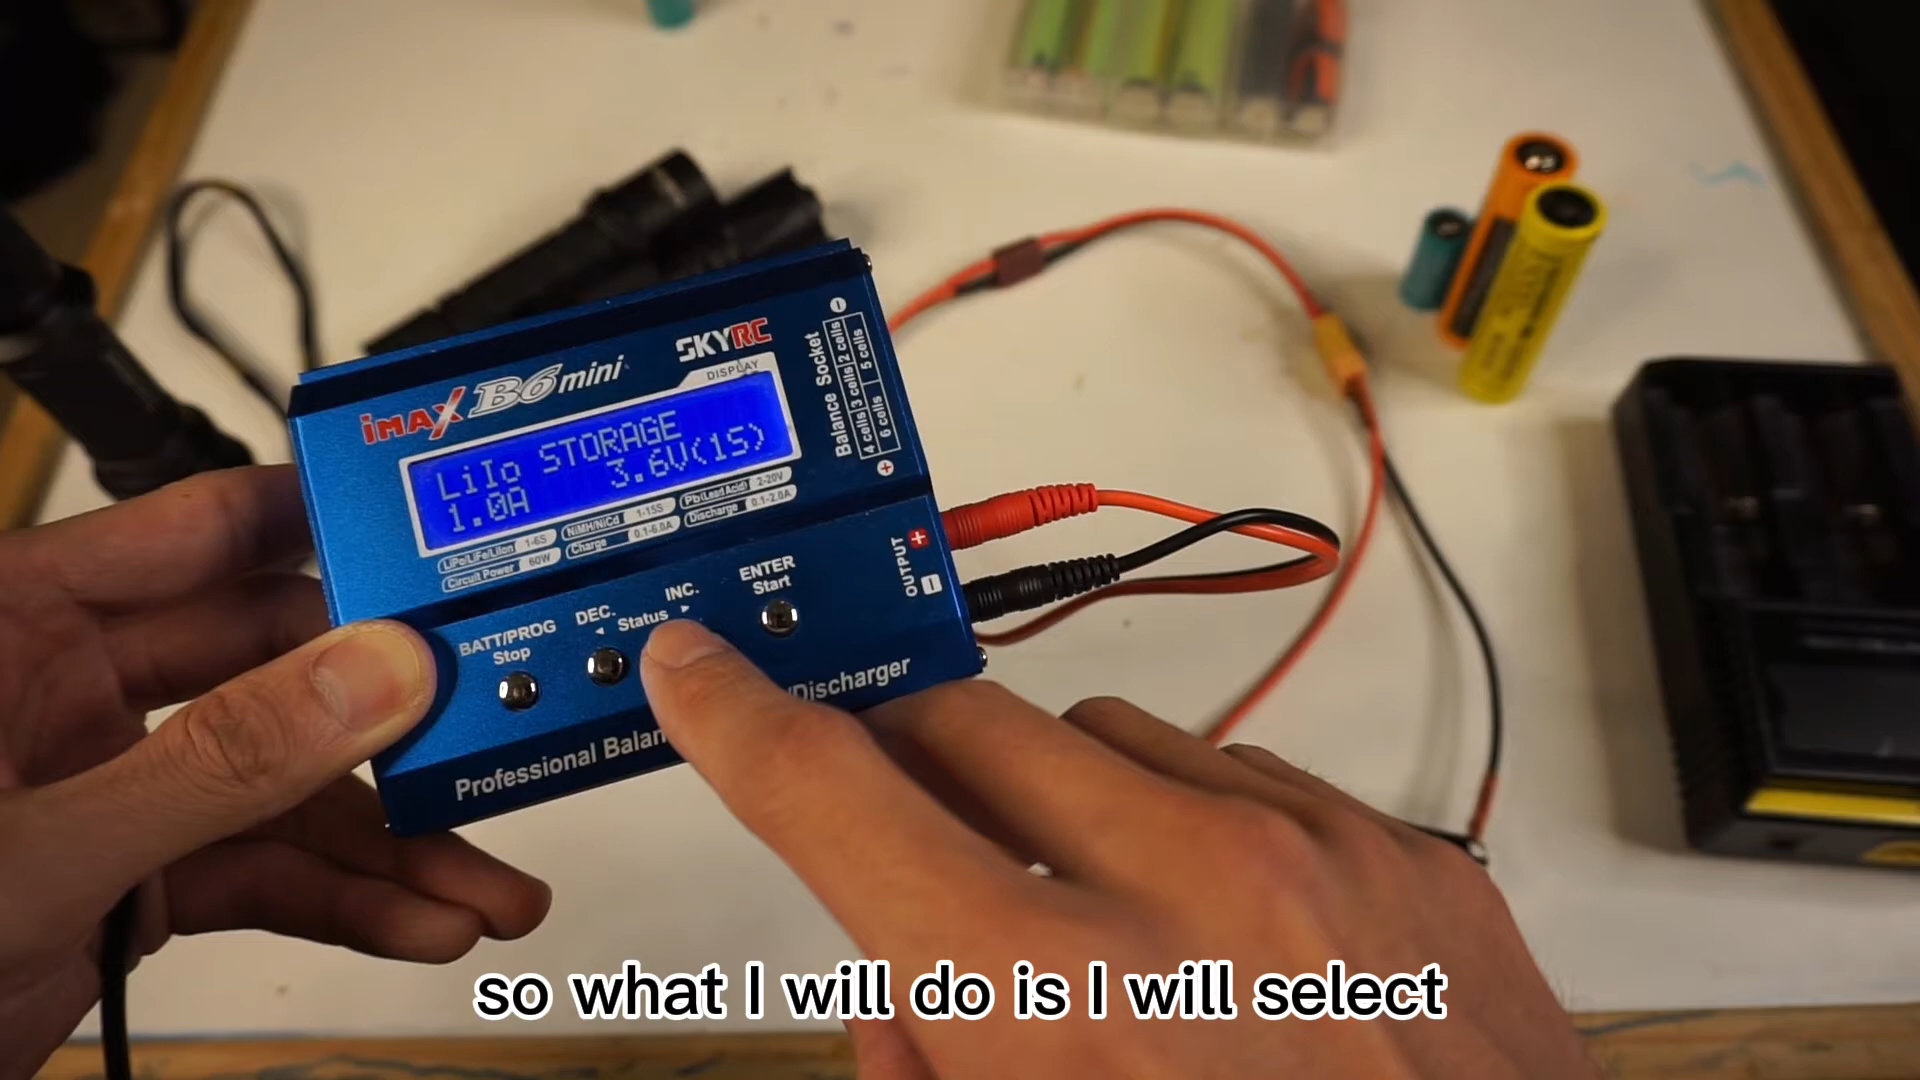 iMAX B6 mini
SKYRC
DISPLAY
LiIo STORAGE
1.0A 3.6V(1S)
LiPo/LiFe/LiIon 1-6S
NiMH/NiCd 1-15S
Pb(Lead Acid) 2-20V
Circuit Power 60W
Charge 0.1-6.0A
Discharge 0.1-2.0A
Balance Socket
2 cells
3 cells
4 cells
5 cells
6 cells
OUTPUT
BATT/PROG
Stop
DEC.
Status
INC.
ENTER
Start
Professional Balan
/Discharger
so what I will do is I will select